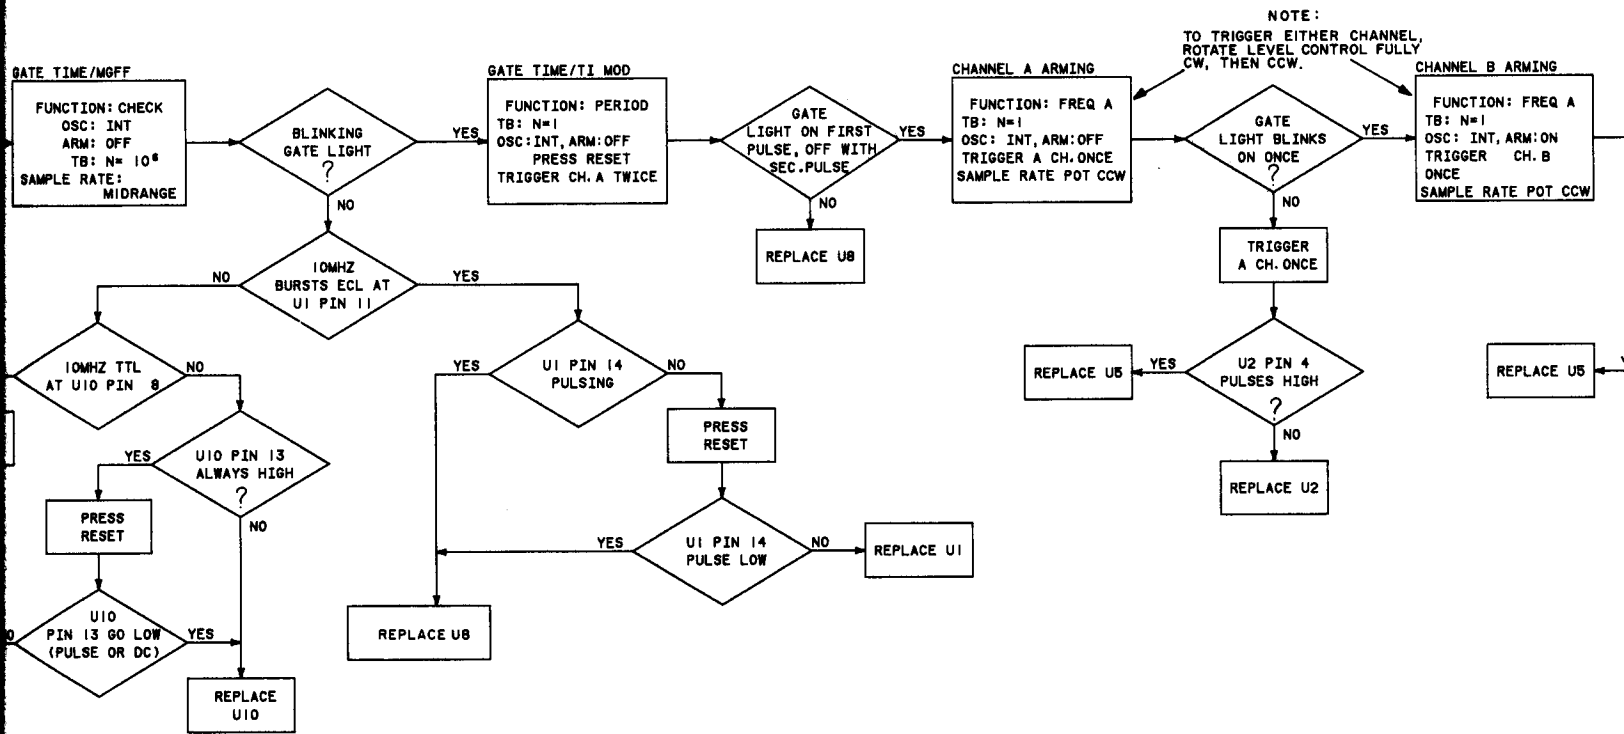 NOTE:
TO TRIGGER EITHER CHANNEL,
ROTATE LEVEL CONTROL FULLY
CW, THEN CCW.
GATE TIME/MGFF
FUNCTION: CHECK
OSC: INT
ARM: OFF
TB: N= 10⁶
SAMPLE RATE:
MIDRANGE
BLINKING
GATE LIGHT
?
YES
NO
GATE TIME/TI MOD
FUNCTION: PERIOD
TB: N=1
OSC: INT, ARM: OFF
PRESS RESET
TRIGGER CH. A TWICE
GATE
LIGHT ON FIRST
PULSE, OFF WITH
SEC. PULSE
YES
NO
REPLACE U8
CHANNEL A ARMING
FUNCTION: FREQ A
TB: N=1
OSC: INT, ARM: OFF
TRIGGER A CH. ONCE
SAMPLE RATE POT CCW
GATE
LIGHT BLINKS
ON ONCE
?
YES
NO
CHANNEL B ARMING
FUNCTION: FREQ A
TB: N=1
OSC: INT, ARM: ON
TRIGGER CH. B
ONCE
SAMPLE RATE POT CCW
TRIGGER
A CH. ONCE
U2 PIN 4
PULSES HIGH
?
YES
REPLACE U5
NO
REPLACE U2
REPLACE U5
10MHZ
BURSTS ECL AT
U1 PIN 11
NO
YES
10MHZ TTL
AT U10 PIN 8
NO
U10 PIN 13
ALWAYS HIGH
?
YES
NO
PRESS
RESET
U10
PIN 13 GO LOW
(PULSE OR DC)
YES
REPLACE
U10
U1 PIN 14
PULSING
YES
NO
PRESS
RESET
U1 PIN 14
PULSE LOW
YES
NO
REPLACE U1
REPLACE U8